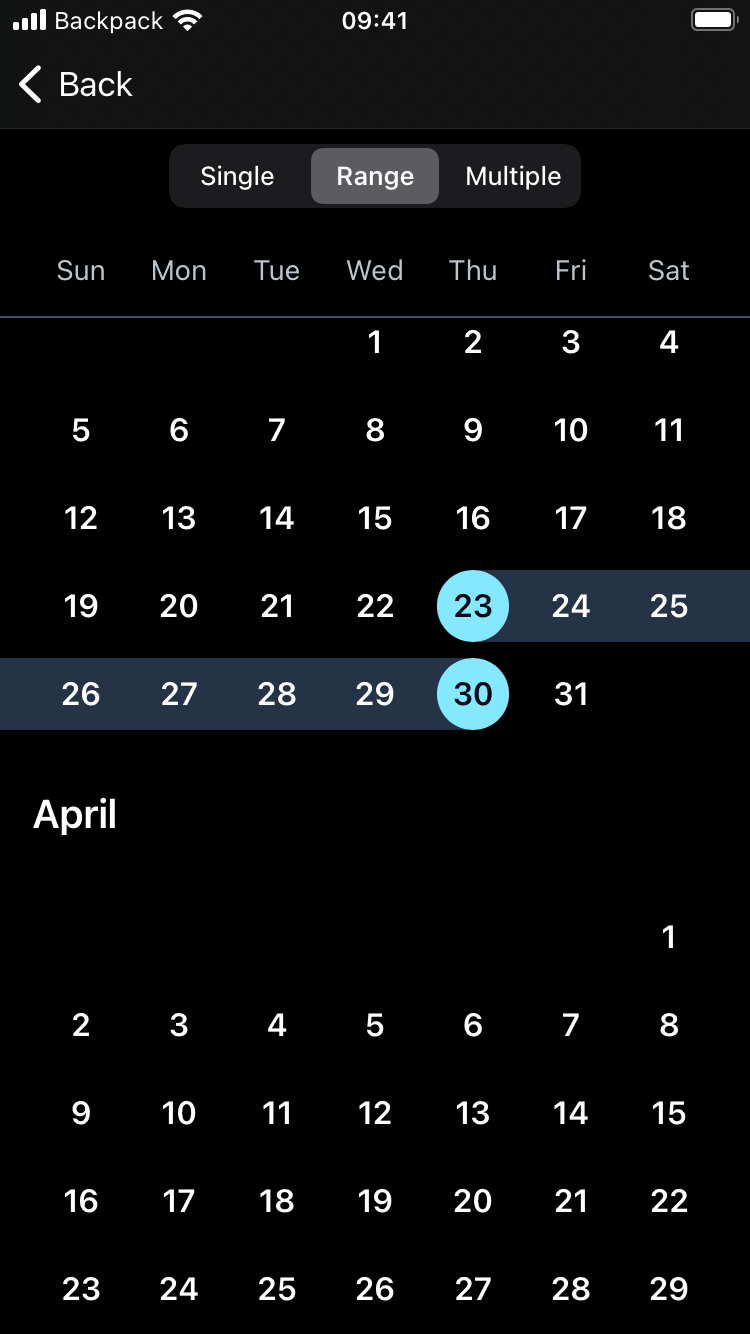 Backpack 09:41
Back
Single Range Multiple
Sun Mon Tue Wed Thu Fri Sat
1 2 3 4
5 6 7 8 9 10 11
12 13 14 15 16 17 18
19 20 21 22 23 24 25
26 27 28 29 30 31
April
1
2 3 4 5 6 7 8
9 10 11 12 13 14 15
16 17 18 19 20 21 22
23 24 25 26 27 28 29